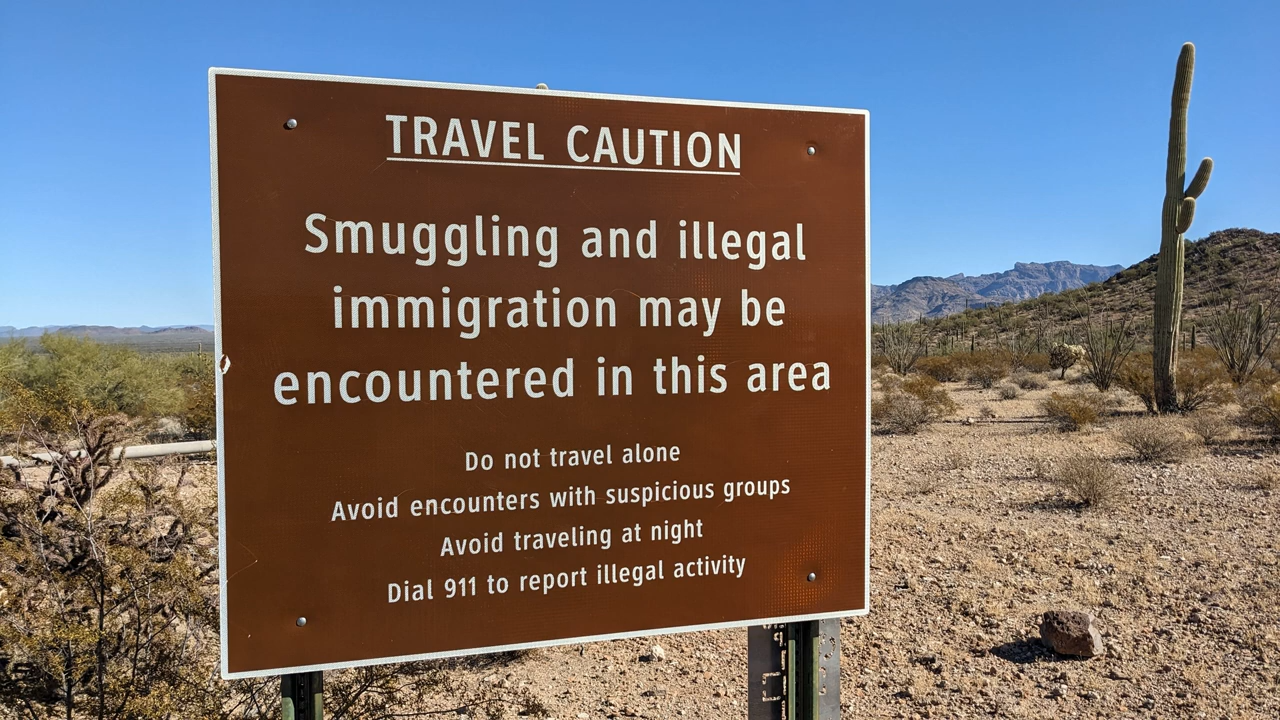 TRAVEL CAUTION
Smuggling and illegal
immigration may be
encountered in this area
Do not travel alone
Avoid encounters with suspicious groups
Avoid traveling at night
Dial 911 to report illegal activity